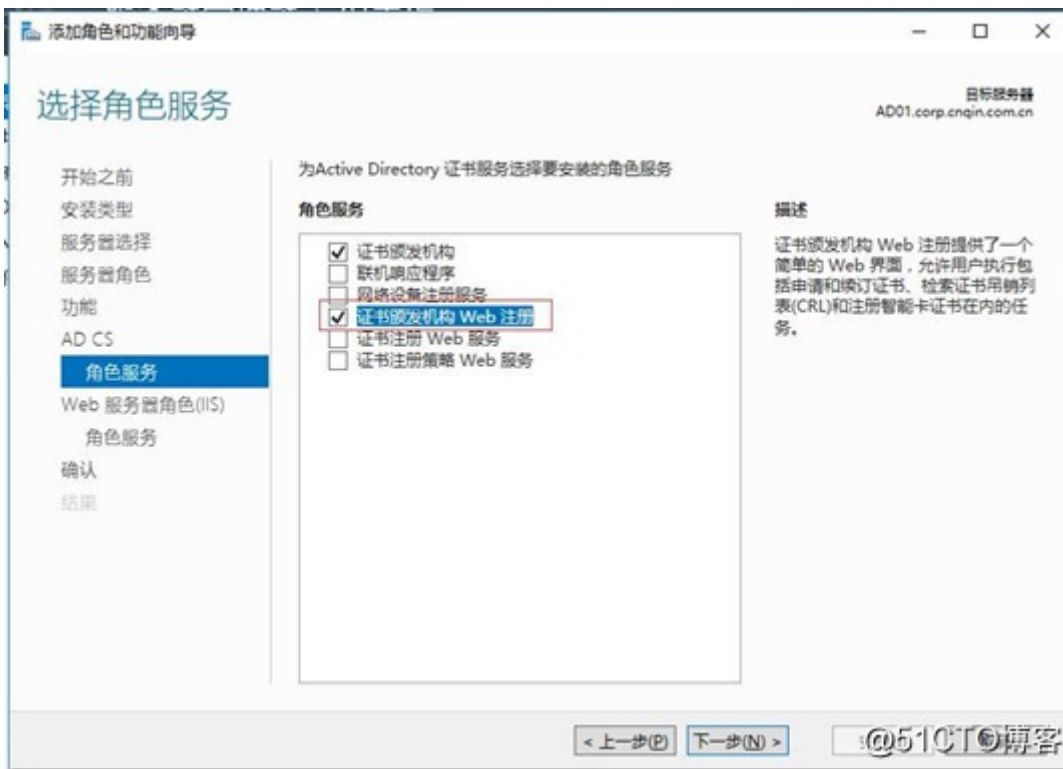 添加角色和功能向导
选择角色服务
目标服务器
AD01.corp.cnqin.com.cn
开始之前
安装类型
服务器选择
服务器角色
功能
AD CS
角色服务
Web 服务器角色(IIS)
角色服务
确认
结果
为Active Directory 证书服务选择要安装的角色服务
角色服务
证书颁发机构
联机响应程序
网络设备注册服务
证书颁发机构 Web 注册
证书注册 Web 服务
证书注册策略 Web 服务
描述
证书颁发机构 Web 注册提供了一个
简单的 Web 界面，允许用户执行包
括申请和续订证书、检索证书吊销列
表(CRL)和注册智能卡证书在内的任
务。
< 上一步(P)
下一步(N) >
@51CTO博客